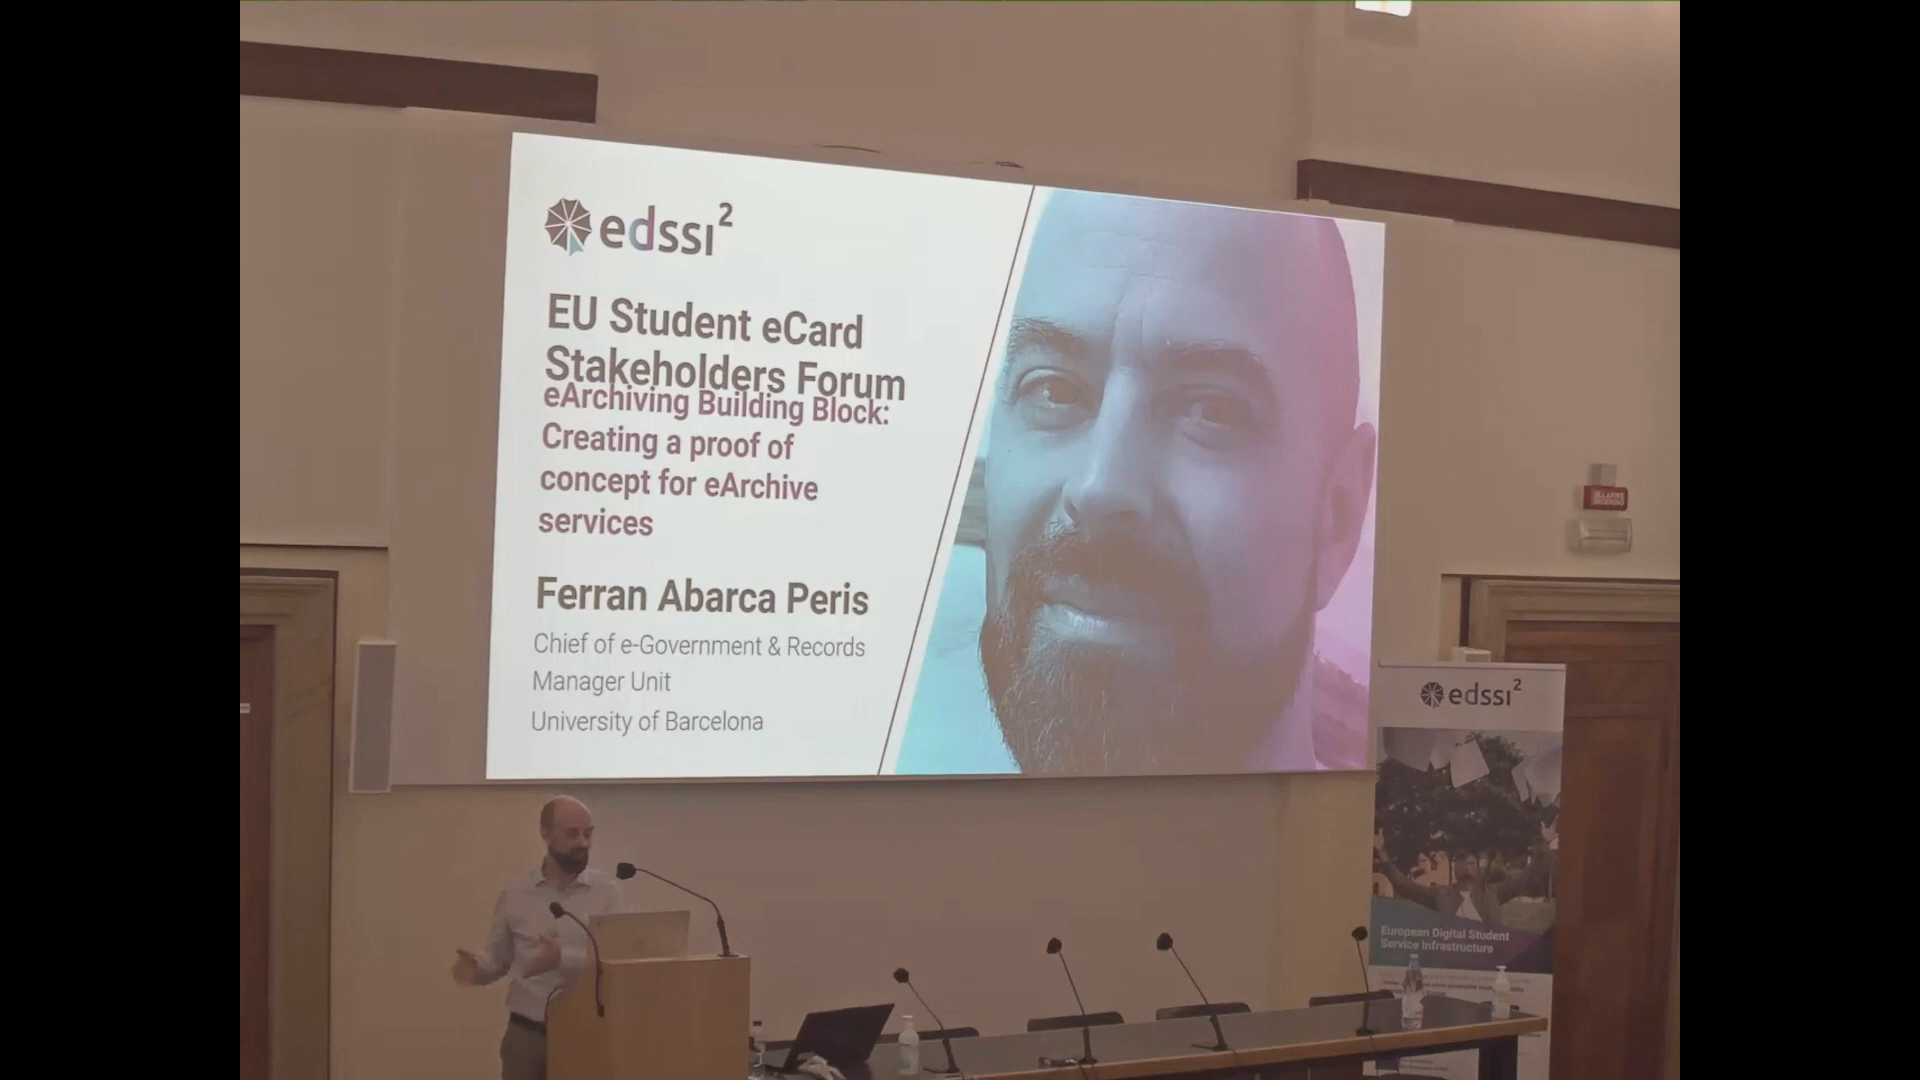 edssi²
EU Student eCard
Stakeholders Forum
eArchiving Building Block:
Creating a proof of
concept for eArchive
services
Ferran Abarca Peris
Chief of e-Government & Records
Manager Unit
University of Barcelona
ALLARME
edssi²
European Digital Student
Service Infrastructure